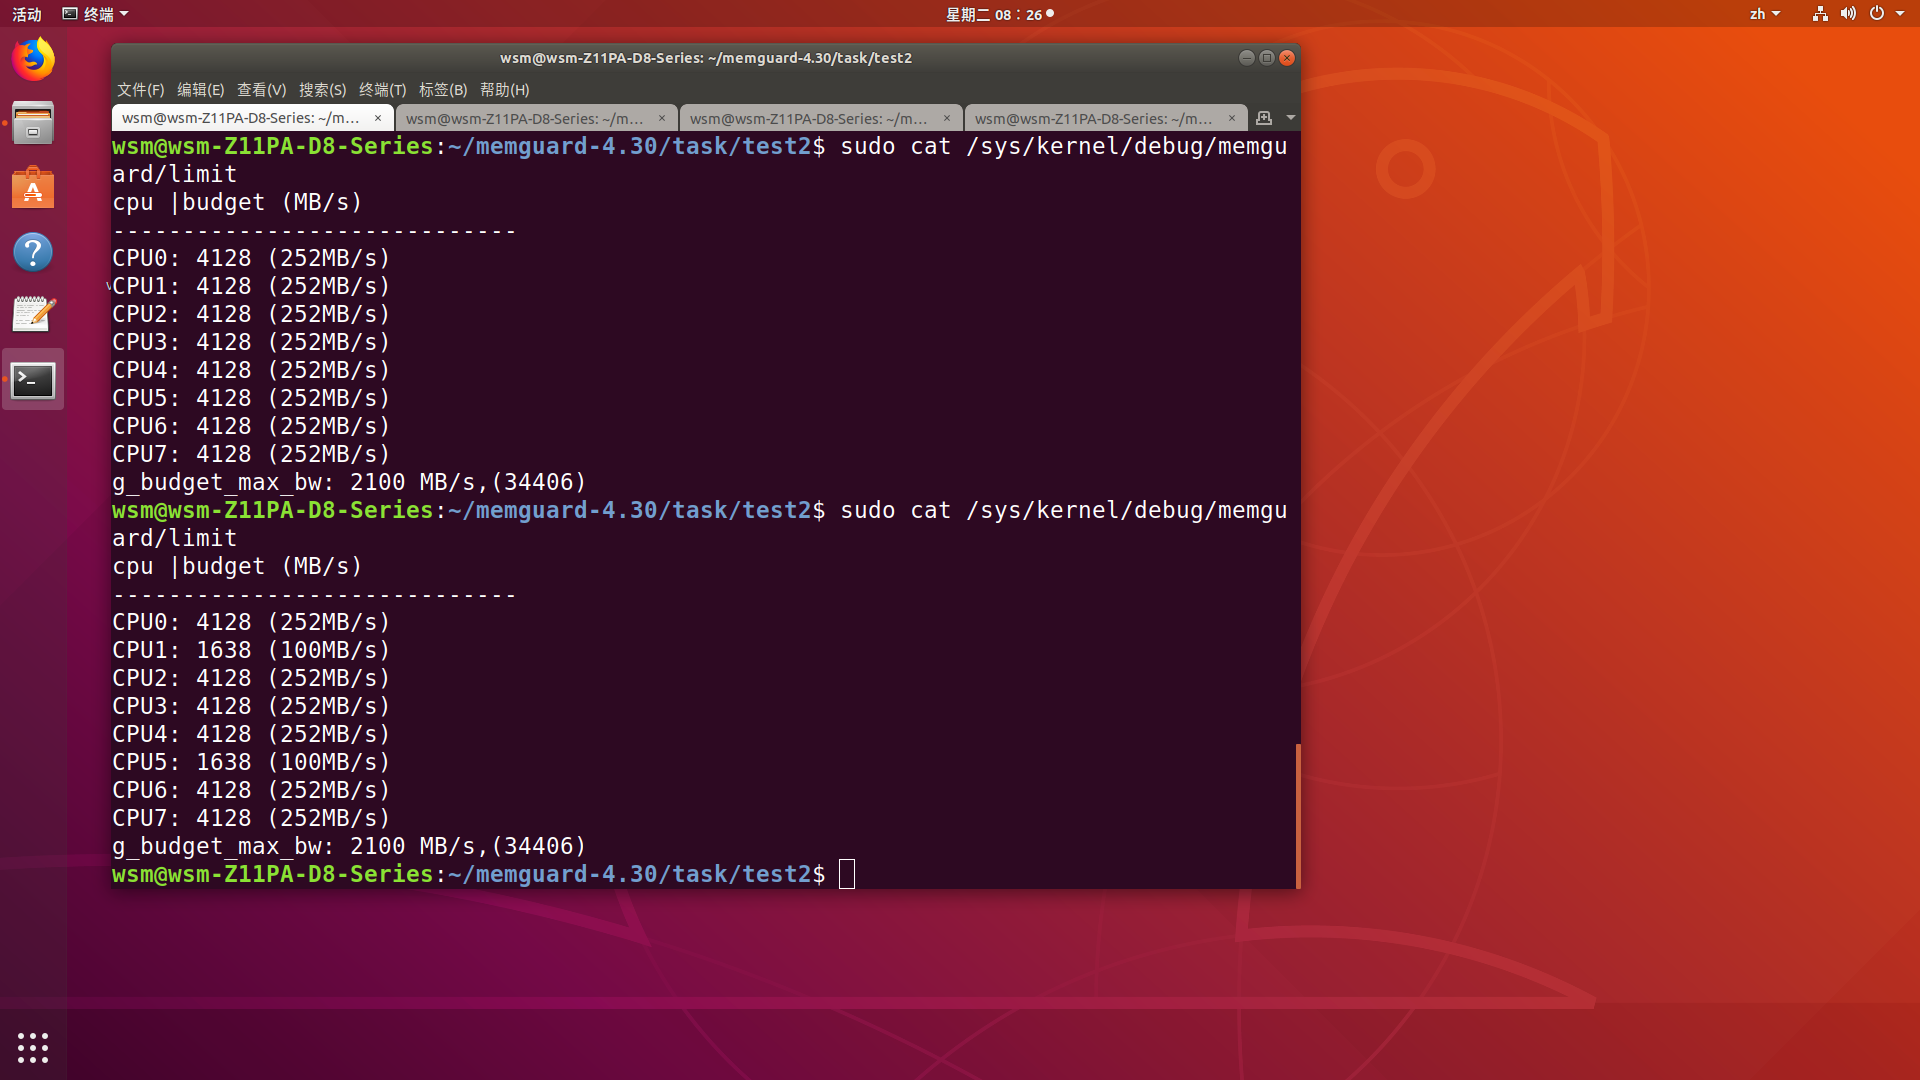 活动 终端 星期二 08：26 zh
wsm@wsm-Z11PA-D8-Series: ~/memguard-4.30/task/test2
文件(F) 编辑(E) 查看(V) 搜索(S) 终端(T) 标签(B) 帮助(H)
wsm@wsm-Z11PA-D8-Series: ~/m… × wsm@wsm-Z11PA-D8-Series: ~/m… × wsm@wsm-Z11PA-D8-Series: ~/m… × wsm@wsm-Z11PA-D8-Series: ~/m… ×
wsm@wsm-Z11PA-D8-Series:~/memguard-4.30/task/test2$ sudo cat /sys/kernel/debug/memgu
ard/limit
cpu |budget (MB/s)
-----------------------------
CPU0: 4128 (252MB/s)
CPU1: 4128 (252MB/s)
CPU2: 4128 (252MB/s)
CPU3: 4128 (252MB/s)
CPU4: 4128 (252MB/s)
CPU5: 4128 (252MB/s)
CPU6: 4128 (252MB/s)
CPU7: 4128 (252MB/s)
g_budget_max_bw: 2100 MB/s,(34406)
wsm@wsm-Z11PA-D8-Series:~/memguard-4.30/task/test2$ sudo cat /sys/kernel/debug/memgu
ard/limit
cpu |budget (MB/s)
-----------------------------
CPU0: 4128 (252MB/s)
CPU1: 1638 (100MB/s)
CPU2: 4128 (252MB/s)
CPU3: 4128 (252MB/s)
CPU4: 4128 (252MB/s)
CPU5: 1638 (100MB/s)
CPU6: 4128 (252MB/s)
CPU7: 4128 (252MB/s)
g_budget_max_bw: 2100 MB/s,(34406)
wsm@wsm-Z11PA-D8-Series:~/memguard-4.30/task/test2$